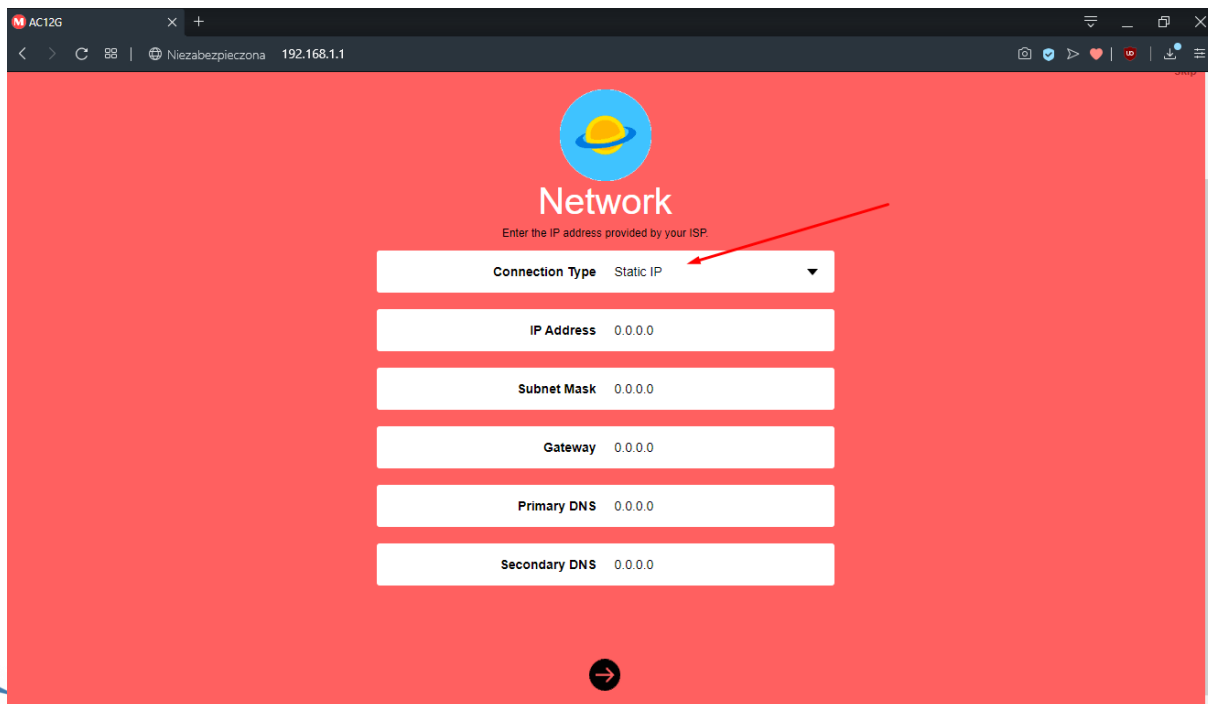 AC12G
Niezabezpieczona 192.168.1.1
Skip
Network
Enter the IP address provided by your ISP.
Connection Type Static IP
IP Address 0.0.0.0
Subnet Mask 0.0.0.0
Gateway 0.0.0.0
Primary DNS 0.0.0.0
Secondary DNS 0.0.0.0